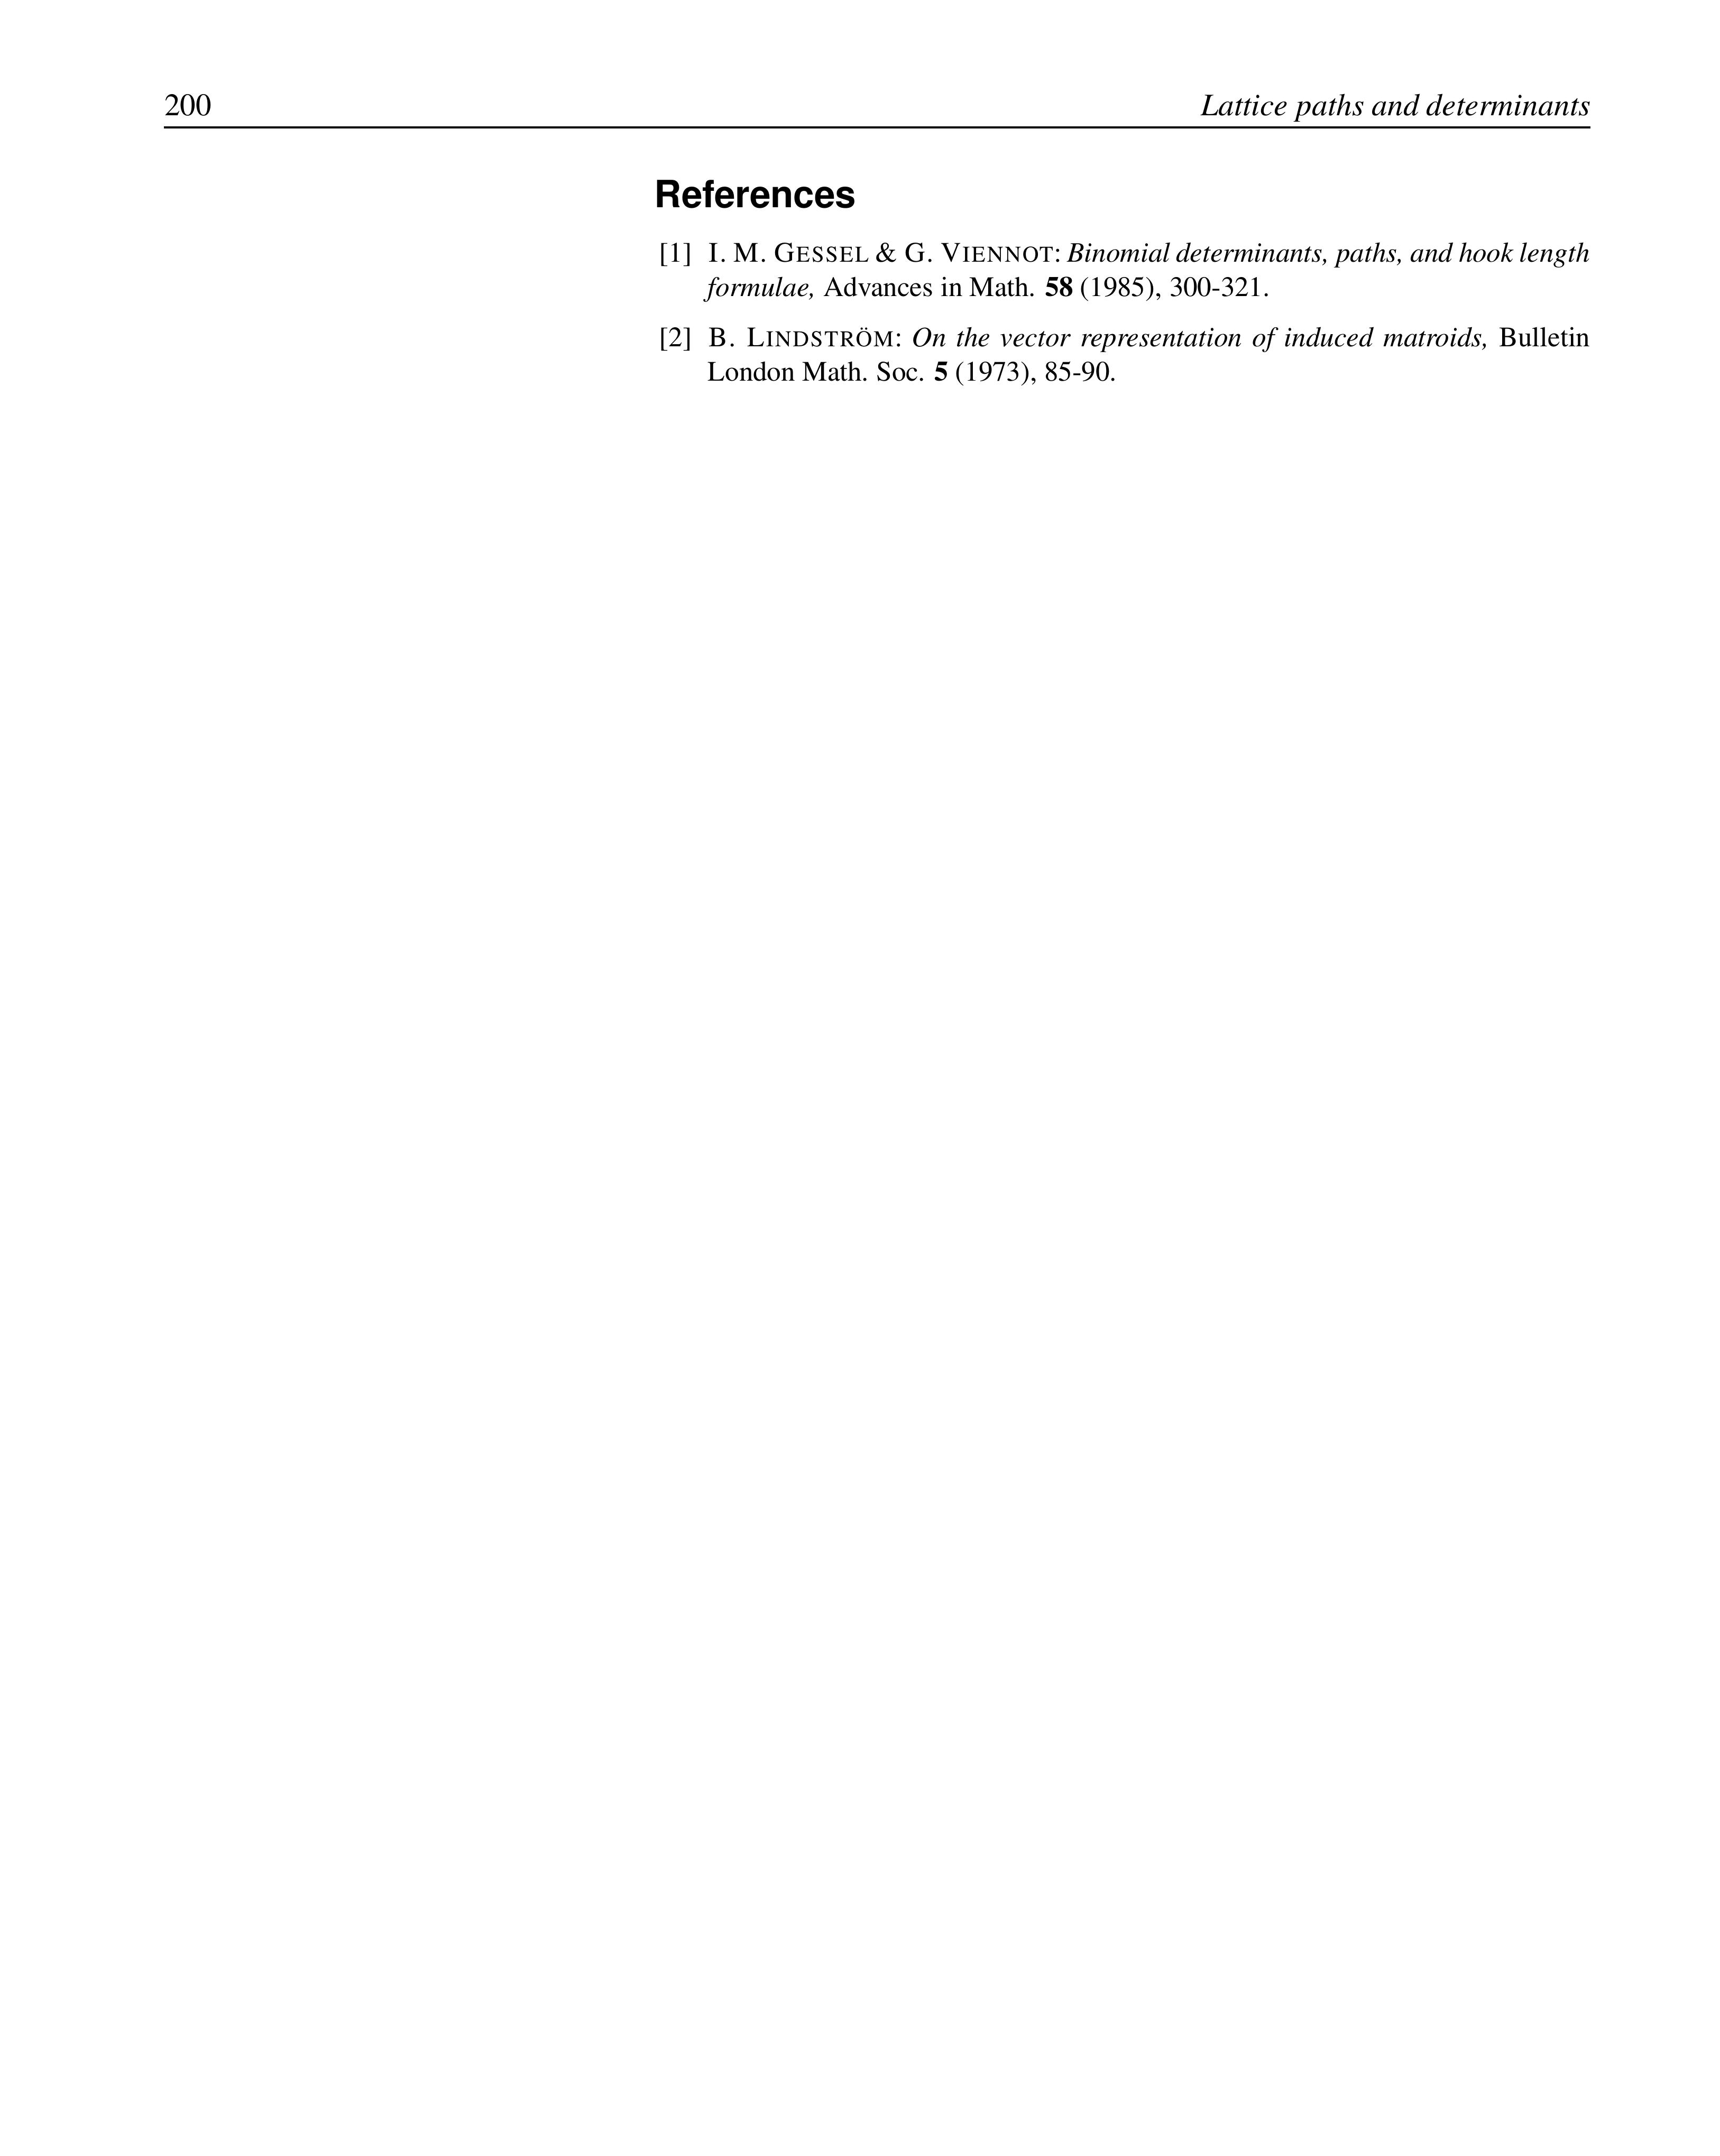 200 Lattice paths and determinants
References
[1] I. M. GESSEL & G. VIENNOT: Binomial determinants, paths, and hook length
formulae, Advances in Math. 58 (1985), 300-321.
[2] B. LINDSTRÖM: On the vector representation of induced matroids, Bulletin
London Math. Soc. 5 (1973), 85-90.